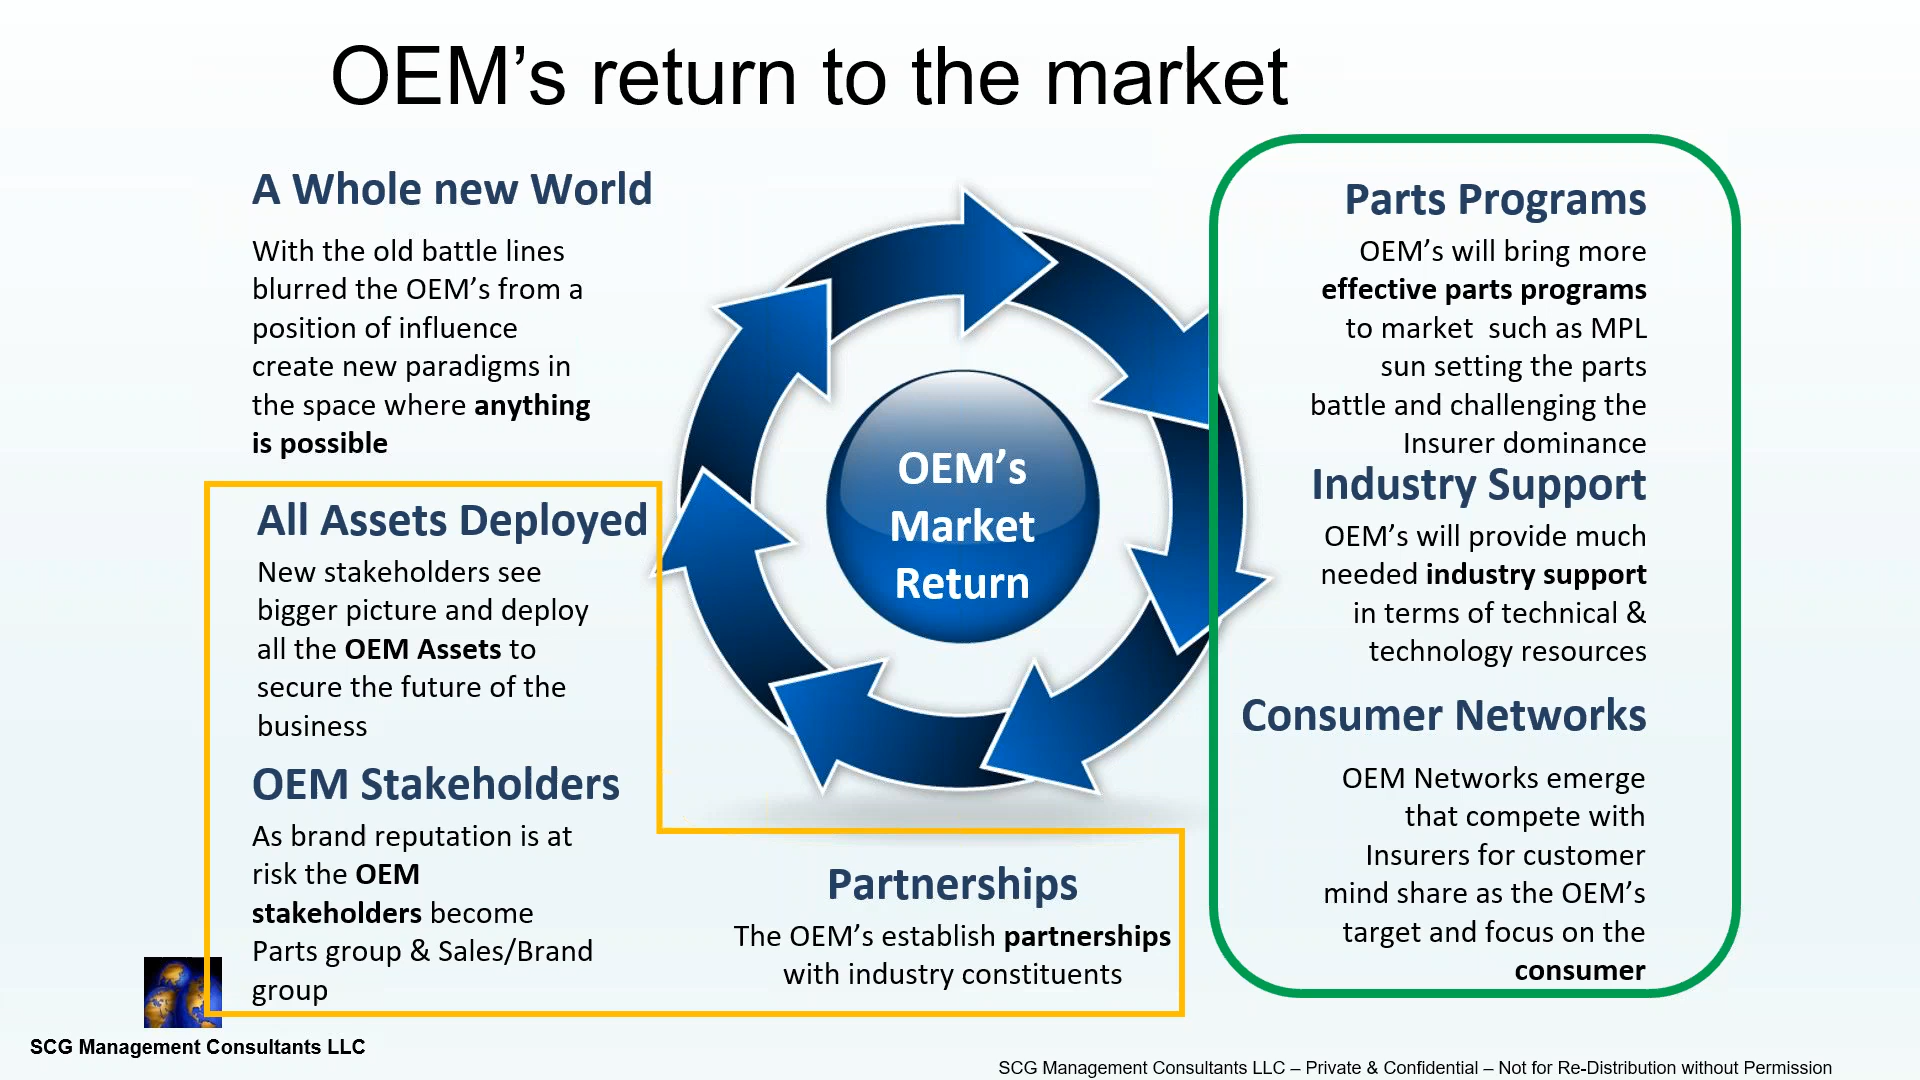 OEM’s return to the market
A Whole new World
With the old battle lines
blurred the OEM’s from a
position of influence
create new paradigms in
the space where anything
is possible
All Assets Deployed
New stakeholders see
bigger picture and deploy
all the OEM Assets to
secure the future of the
business
OEM Stakeholders
As brand reputation is at
risk the OEM
stakeholders become
Parts group & Sales/Brand
group
OEM’s
Market
Return
Partnerships
The OEM’s establish partnerships
with industry constituents
Parts Programs
OEM’s will bring more
effective parts programs
to market such as MPL
sun setting the parts
battle and challenging the
Insurer dominance
Industry Support
OEM’s will provide much
needed industry support
in terms of technical &
technology resources
Consumer Networks
OEM Networks emerge
that compete with
Insurers for customer
mind share as the OEM’s
target and focus on the
consumer
SCG Management Consultants LLC
SCG Management Consultants LLC – Private & Confidential – Not for Re-Distribution without Permission